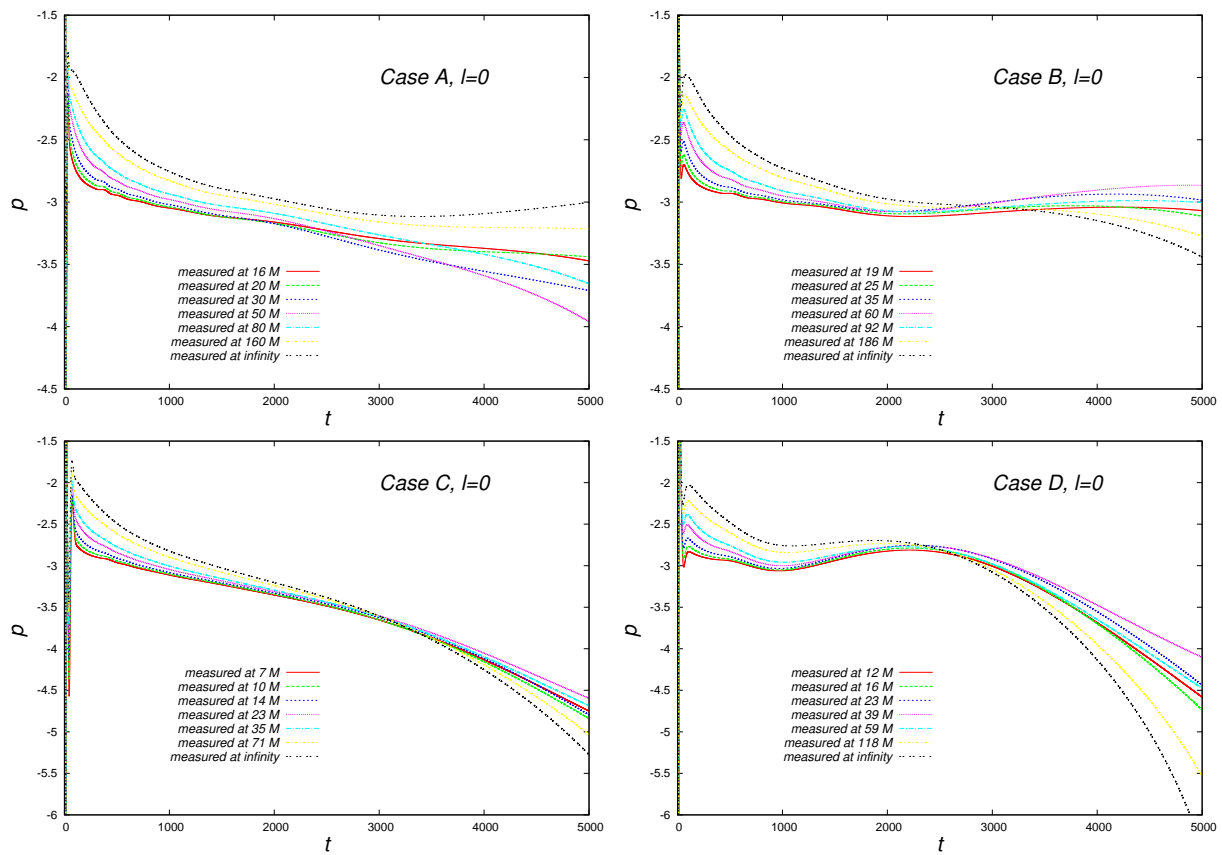 -1.5
-2
-2.5
-3
-3.5
-4
-4.5
p
Case A, l=0
measured at 16 M
measured at 20 M
measured at 30 M
measured at 50 M
measured at 80 M
measured at 160 M
measured at infinity
0 1000 2000 3000 4000 5000
t
-1.5
-2
-2.5
-3
-3.5
-4
-4.5
p
Case B, l=0
measured at 19 M
measured at 25 M
measured at 35 M
measured at 60 M
measured at 92 M
measured at 186 M
measured at infinity
0 1000 2000 3000 4000 5000
t
-1.5
-2
-2.5
-3
-3.5
-4
-4.5
-5
-5.5
-6
p
Case C, l=0
measured at 7 M
measured at 10 M
measured at 14 M
measured at 23 M
measured at 35 M
measured at 71 M
measured at infinity
0 1000 2000 3000 4000 5000
t
-1.5
-2
-2.5
-3
-3.5
-4
-4.5
-5
-5.5
-6
p
Case D, l=0
measured at 12 M
measured at 16 M
measured at 23 M
measured at 39 M
measured at 59 M
measured at 118 M
measured at infinity
0 1000 2000 3000 4000 5000
t